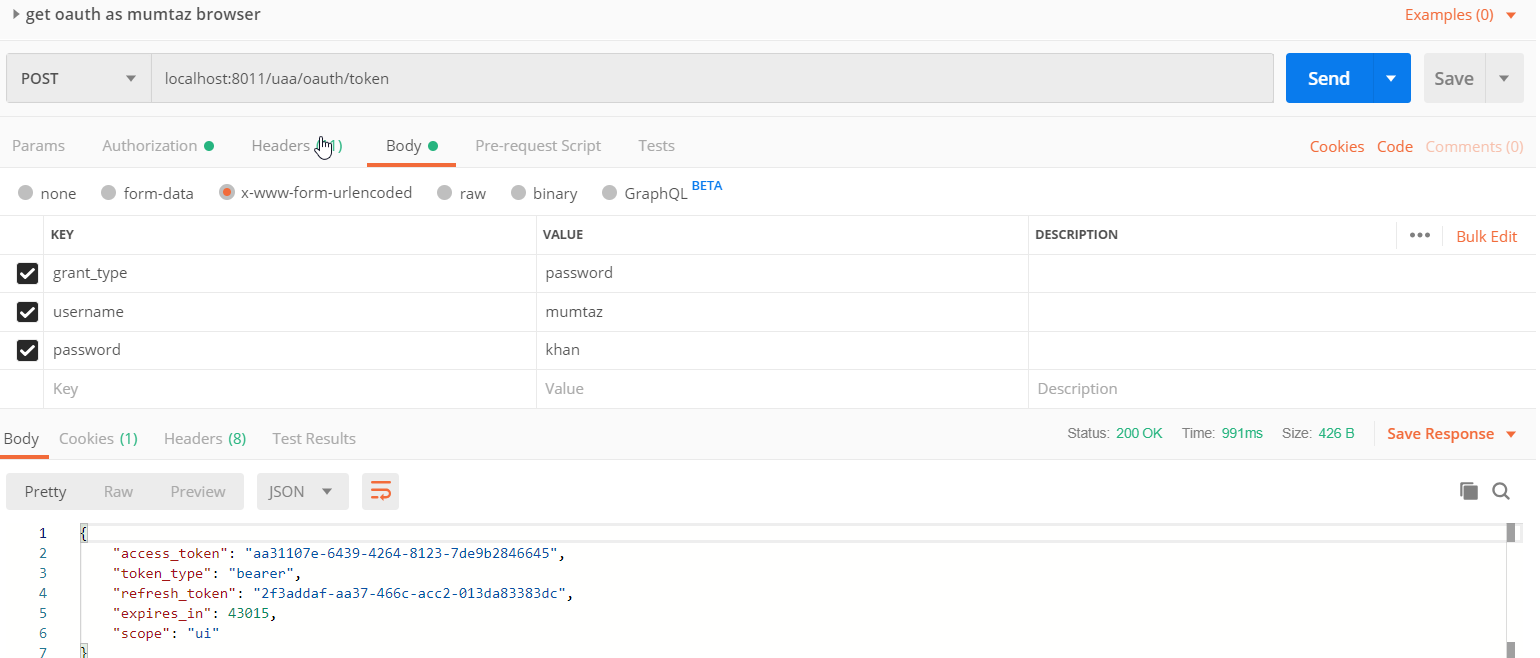 get oauth as mumtaz browser Examples (0)
POST localhost:8011/uaa/oauth/token Send Save
Params Authorization Headers 1) Body Pre-request Script Tests Cookies Code Comments (0)
none form-data x-www-form-urlencoded raw binary GraphQL BETA
KEY VALUE DESCRIPTION ••• Bulk Edit
grant_type password
username mumtaz
password khan
Key Value Description
Body Cookies (1) Headers (8) Test Results Status: 200 OK Time: 991ms Size: 426 B Save Response
Pretty Raw Preview JSON
1 {
2 "access_token": "aa31107e-6439-4264-8123-7de9b2846645",
3 "token_type": "bearer",
4 "refresh_token": "2f3addaf-aa37-466c-acc2-013da83383dc",
5 "expires_in": 43015,
6 "scope": "ui"
7 }